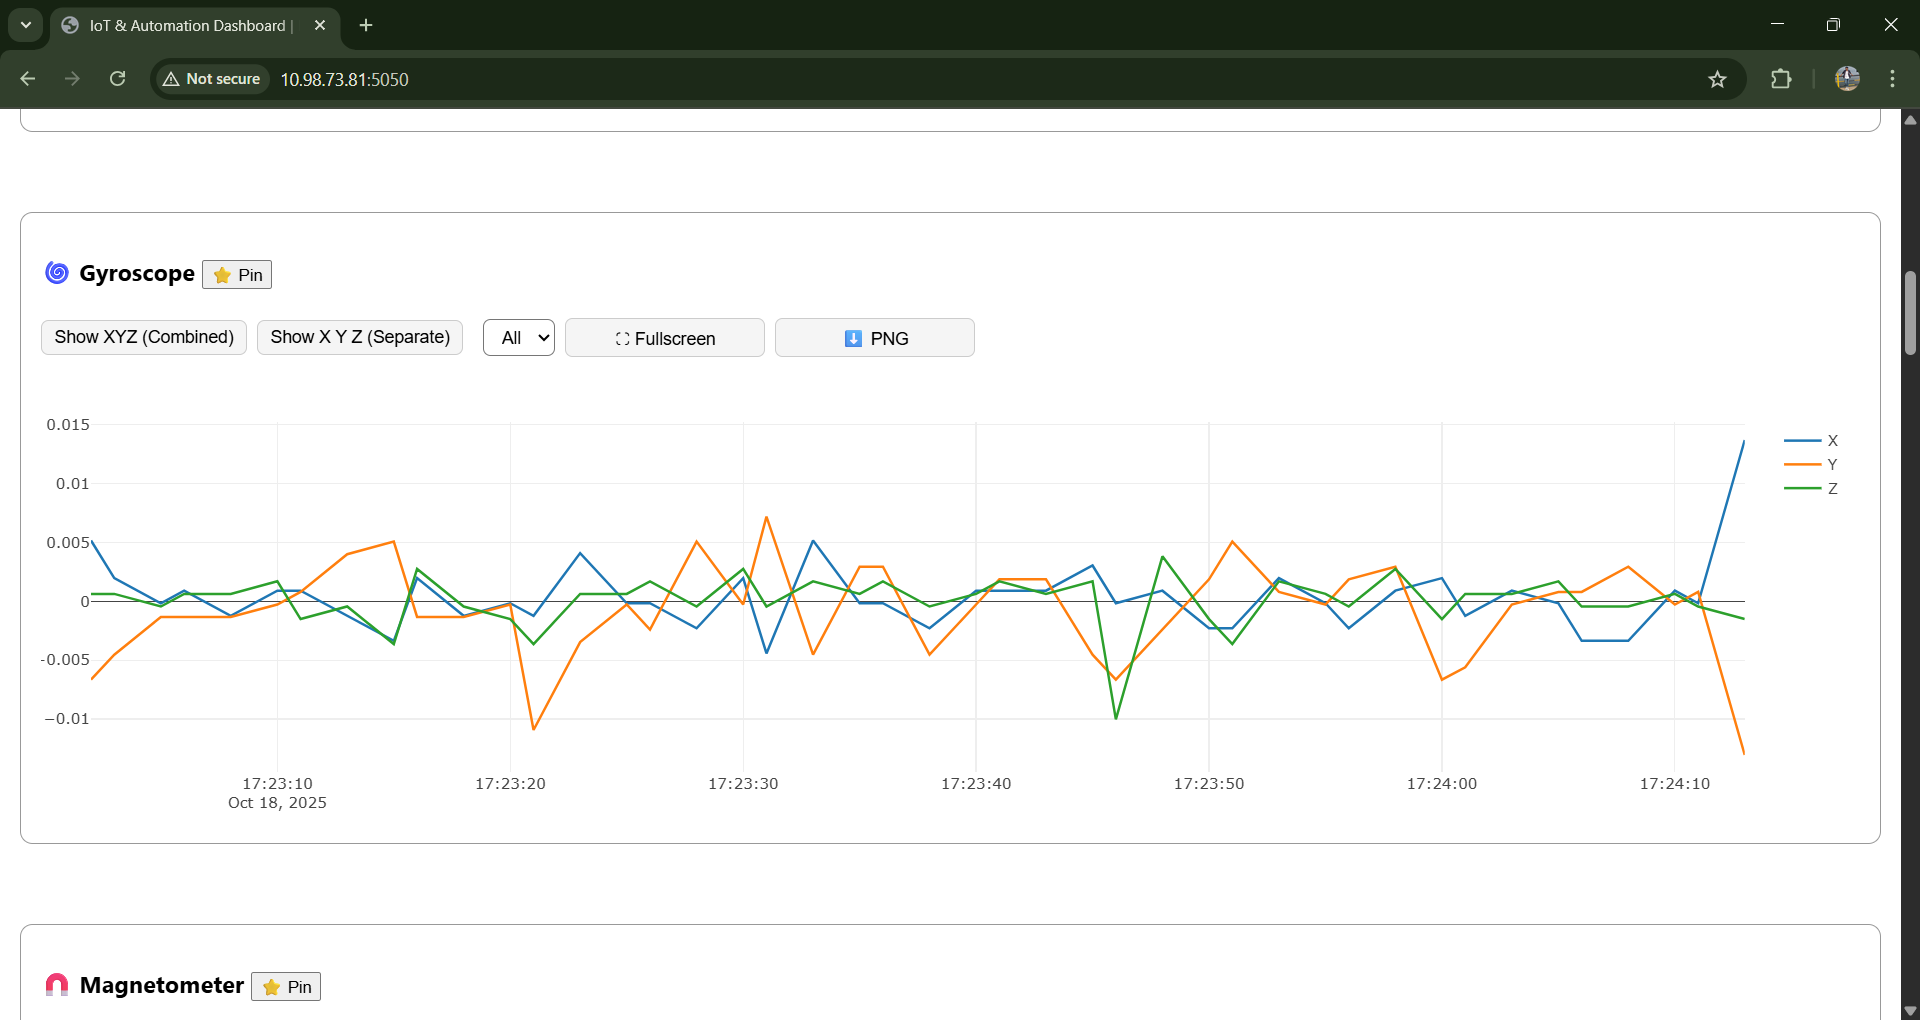 IoT & Automation Dashboard |
Not secure 10.98.73.81:5050
Gyroscope ⭐ Pin
Show XYZ (Combined) Show X Y Z (Separate) All Fullscreen PNG
0.015
0.01
0.005
0
-0.005
−0.01
X
Y
Z
17:23:10 17:23:20 17:23:30 17:23:40 17:23:50 17:24:00 17:24:10
Oct 18, 2025
Magnetometer ⭐ Pin